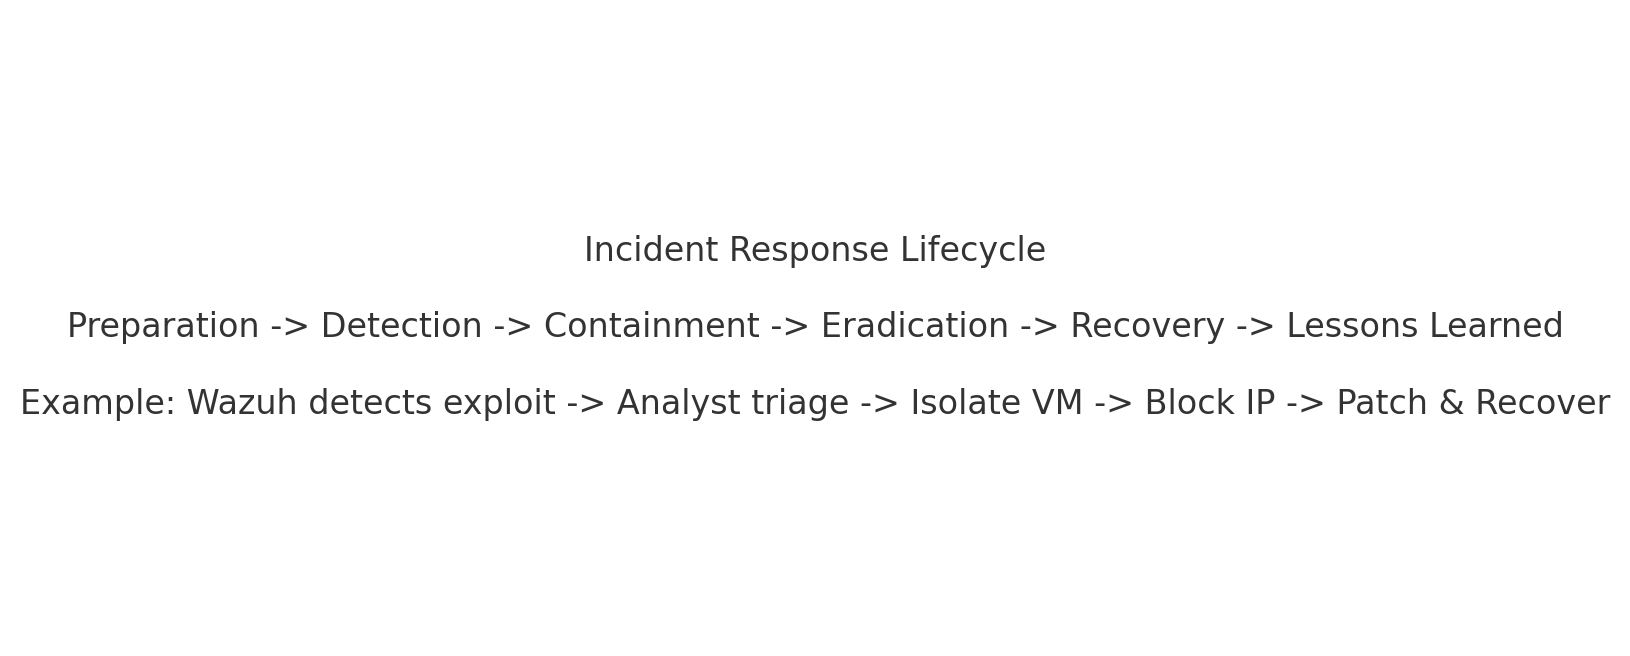 Incident Response Lifecycle
Preparation -> Detection -> Containment -> Eradication -> Recovery -> Lessons Learned
Example: Wazuh detects exploit -> Analyst triage -> Isolate VM -> Block IP -> Patch & Recover